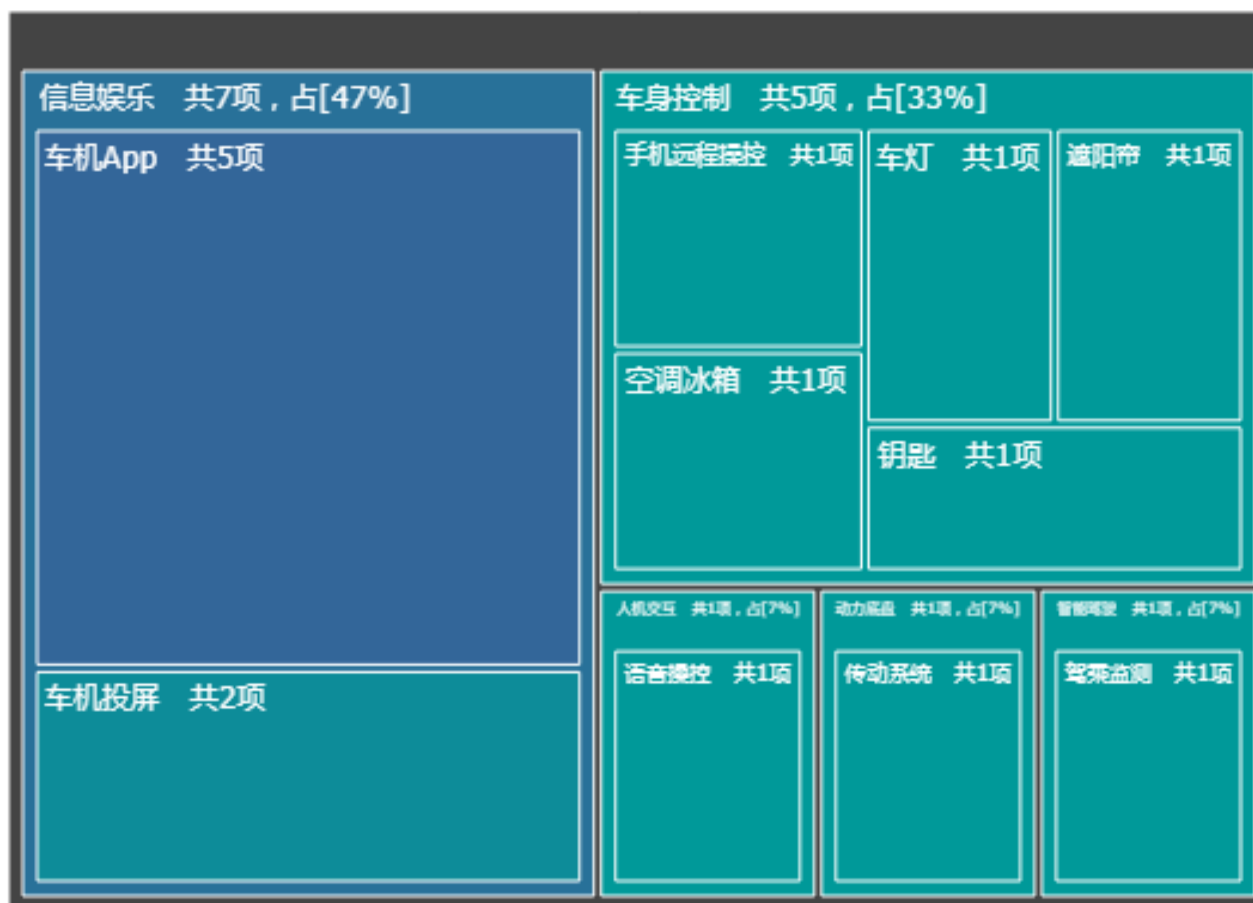 信息娱乐 共7项,占[47%]
车机App 共5项
车机投屏 共2项
车身控制 共5项,占[33%]
手机远程操控 共1项
车灯 共1项
遮阳帘 共1项
空调冰箱 共1项
钥匙 共1项
人机交互 共1项,占[7%]
语音操控 共1项
动力底盘 共1项,占[7%]
传动系统 共1项
智能驾驶 共1项,占[7%]
驾乘监测 共1项